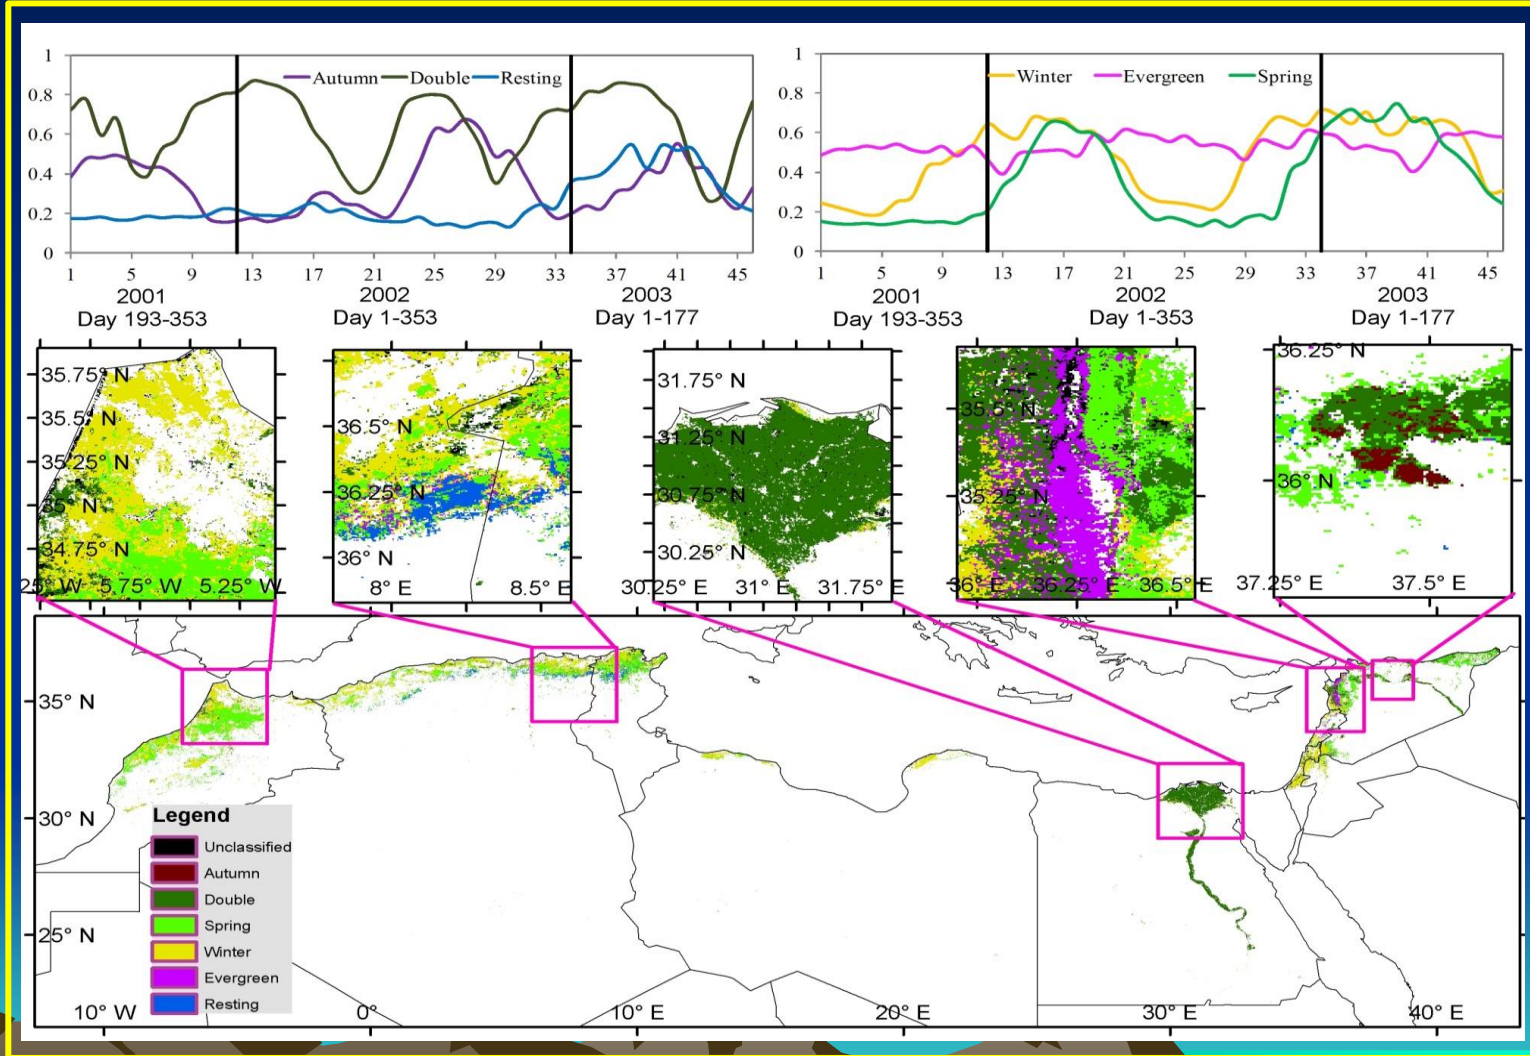 Autumn Double Resting
1
0.8
0.6
0.4
0.2
0
1 5 9 13 17 21 25 29 33 37 41 45
2001 2002 2003
Day 193-353 Day 1-353 Day 1-177
Winter Evergreen Spring
1
0.8
0.6
0.4
0.2
0
1 5 9 13 17 21 25 29 33 37 41 45
2001 2002 2003
Day 193-353 Day 1-353 Day 1-177
35.75° N
35.5° N
35.25° N
35° N
34.75° N
25° W 5.75° W 5.25° W
36.5° N
36.25° N
36° N
8° E 8.5° E
31.75° N
31.25° N
30.75° N
30.25° N
30.25° E 31° E 31.75° E
35.5° N
35.25° N
36° E 36.25° E 36.5° E
36.25° N
36° N
37.25° E 37.5° E
35° N
30° N
25° N
Legend
Unclassified
Autumn
Double
Spring
Winter
Evergreen
Resting
10° W 0° 10° E 20° E 30° E 40° E